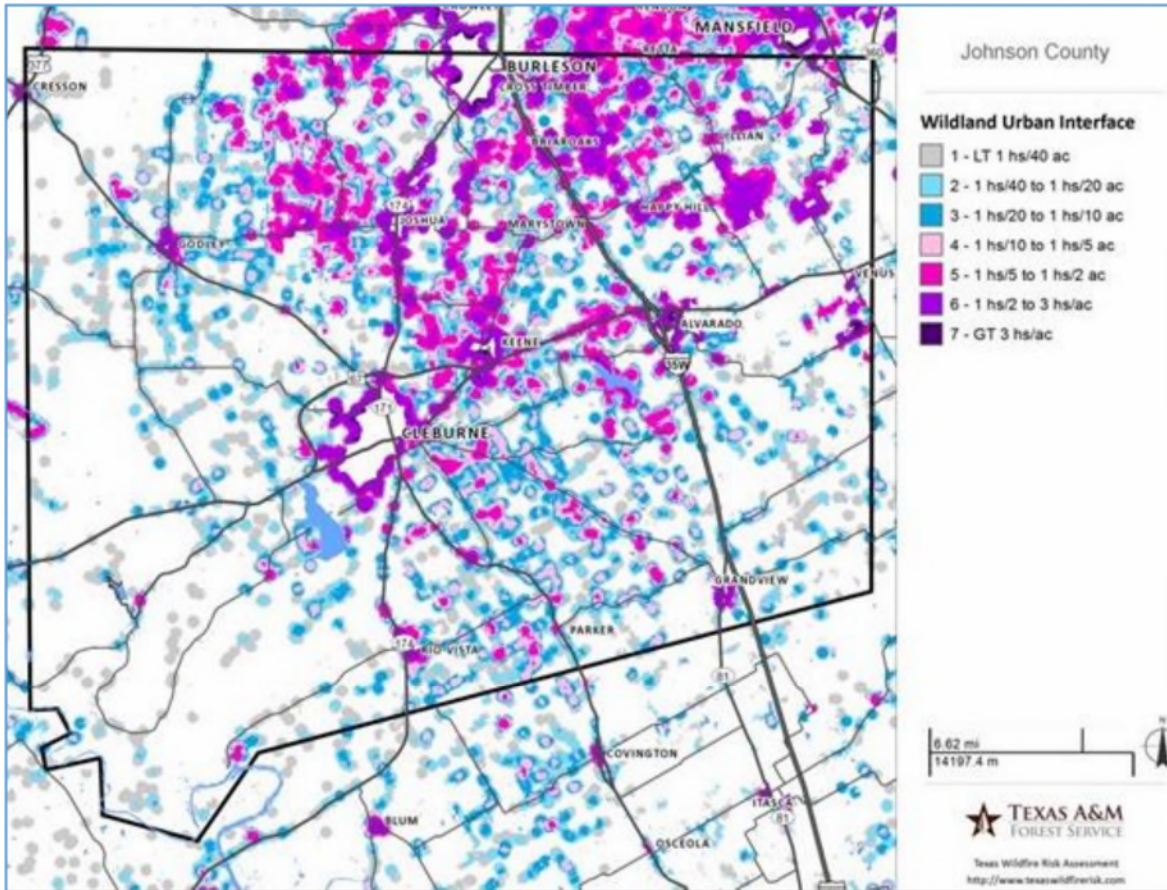 MANSFIELD
BURLESON
360
377
CRESSON
CROSS TIMBER
BRIAROAKS
LILLIAN
174
JOSHUA
MARYSTOWN
HAPPY HILL
GODLEY
VENUS
ALVARADO
KEENE
35W
67
171
CLEBURNE
GRANDVIEW
PARKER
174
RIO VISTA
81
COVINGTON
ITASCA
81
BLUM
OSCEOLA
Johnson County
Wildland Urban Interface
1 - LT 1 hs/40 ac
2 - 1 hs/40 to 1 hs/20 ac
3 - 1 hs/20 to 1 hs/10 ac
4 - 1 hs/10 to 1 hs/5 ac
5 - 1 hs/5 to 1 hs/2 ac
6 - 1 hs/2 to 3 hs/ac
7 - GT 3 hs/ac
6.62 mi
14197.4 m
N
TEXAS A&M
FOREST SERVICE
Texas Wildfire Risk Assessment
http://www.texaswildfirerisk.com